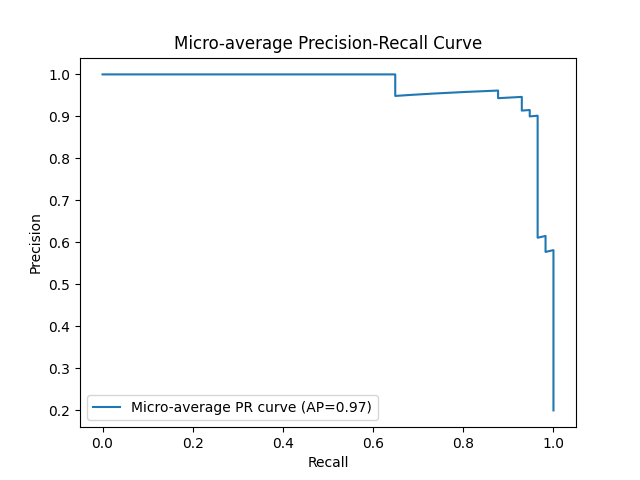 Micro-average Precision-Recall Curve
1.0
0.9
0.8
0.7
0.6
0.5
0.4
0.3
0.2
Precision
Micro-average PR curve (AP=0.97)
0.0 0.2 0.4 0.6 0.8 1.0
Recall